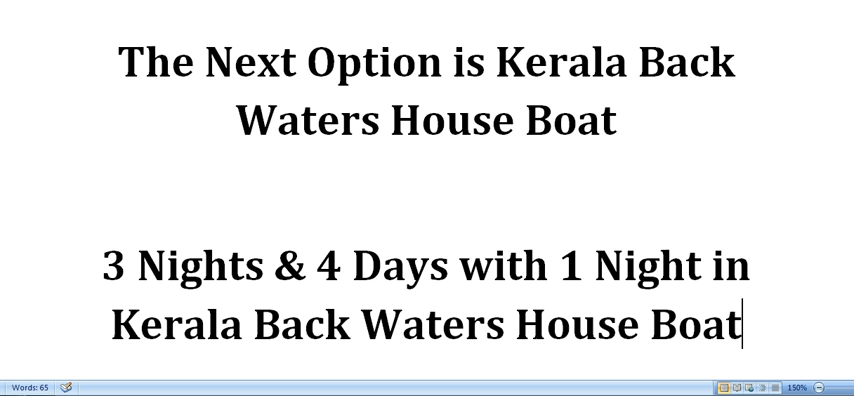 The Next Option is Kerala Back
Waters House Boat
3 Nights & 4 Days with 1 Night in
Kerala Back Waters House Boat
Words: 65 150%